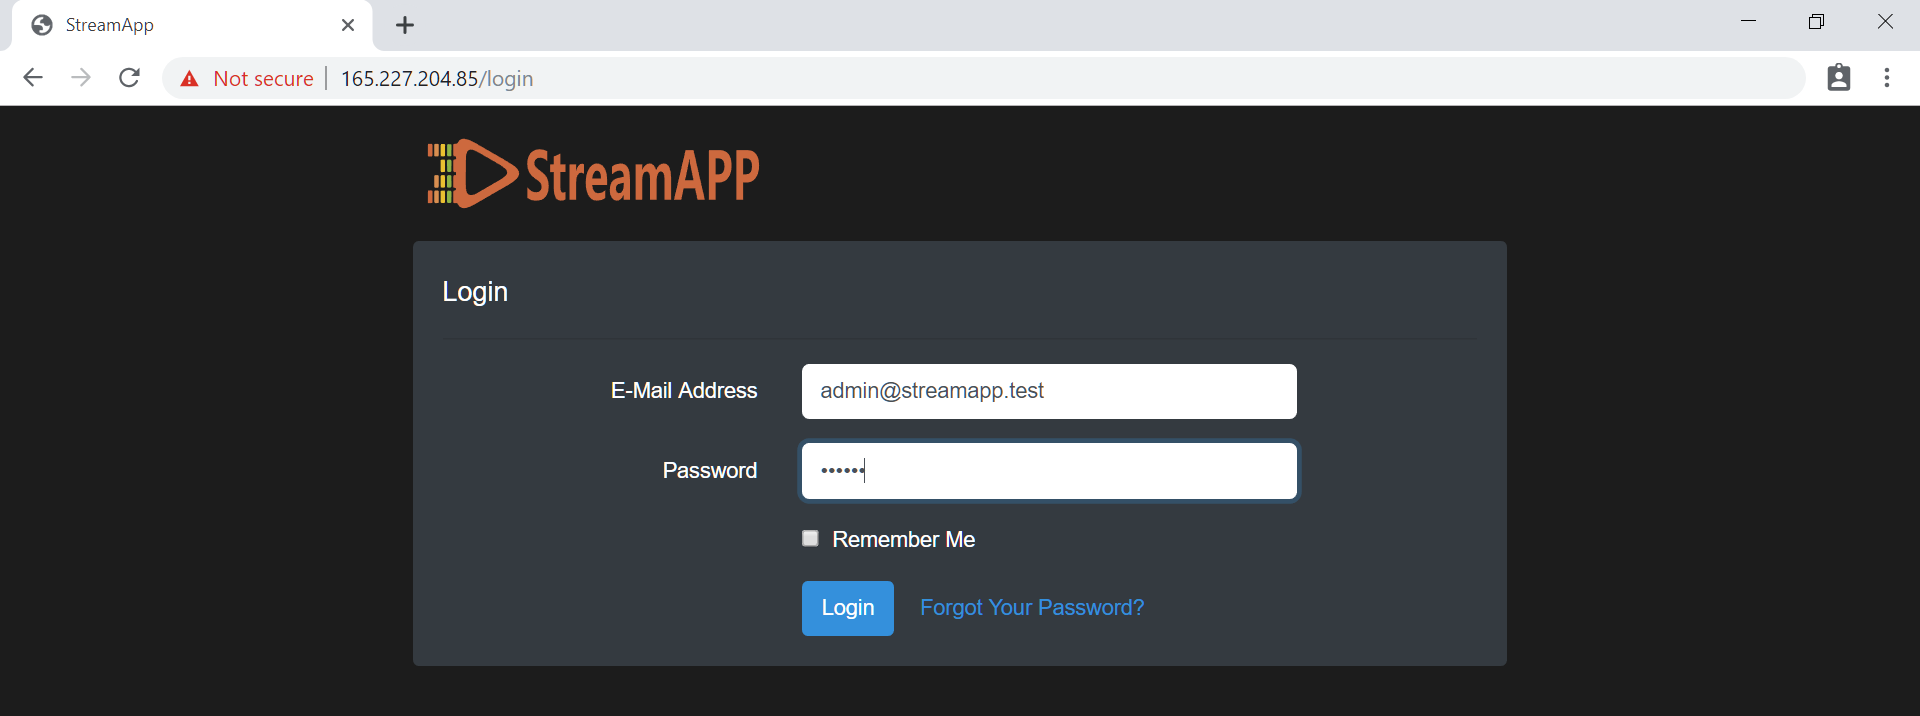 StreamApp
Not secure 165.227.204.85/login
StreamAPP
Login
E-Mail Address admin@streamapp.test
Password ••••••
Remember Me
Login Forgot Your Password?